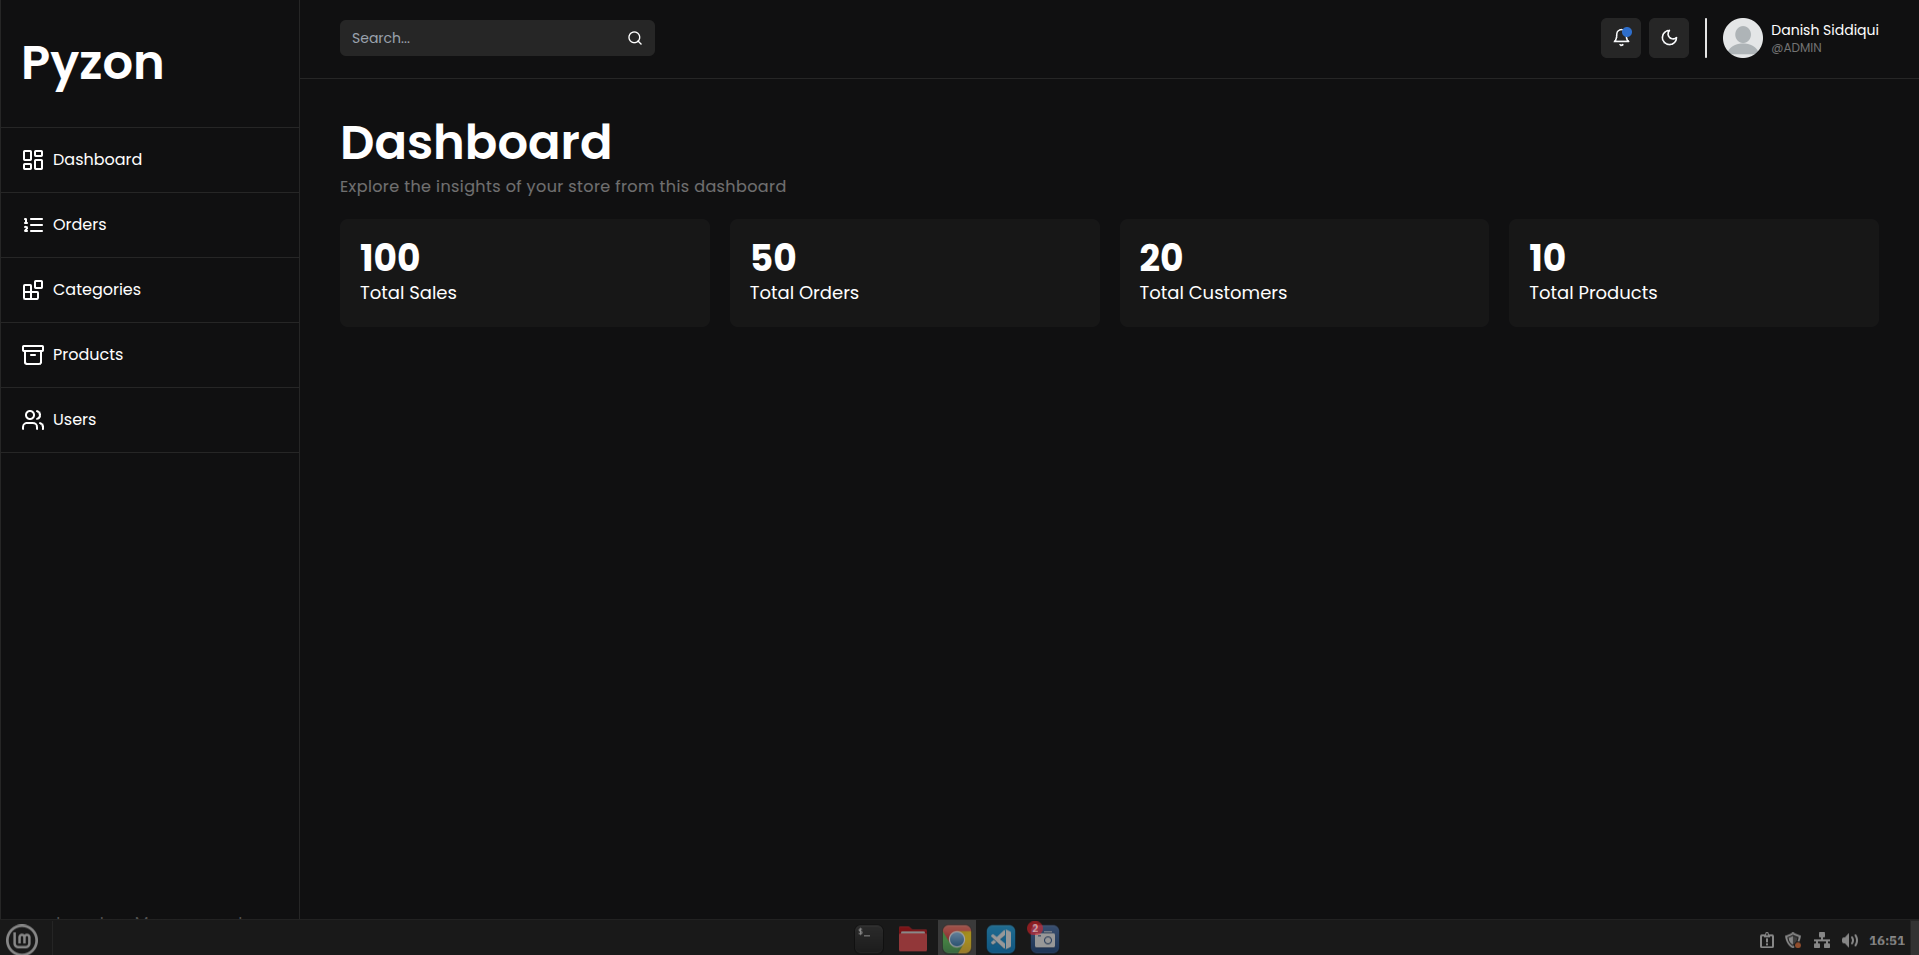 Pyzon
Dashboard
Orders
Categories
Products
Users
Search...
Danish Siddiqui
@ADMIN
Dashboard
Explore the insights of your store from this dashboard
100
Total Sales
50
Total Orders
20
Total Customers
10
Total Products
$_
2
16:51